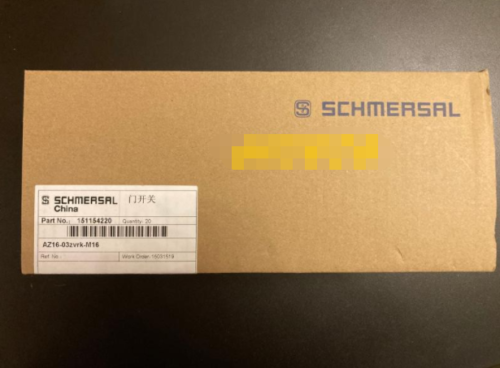 SCHMERSAL
SCHMERSAL
China
门开关
Part No.: 151154220 Quantity: 20
AZ16-03zvrk-M16
Ref. No.:
Work Order: